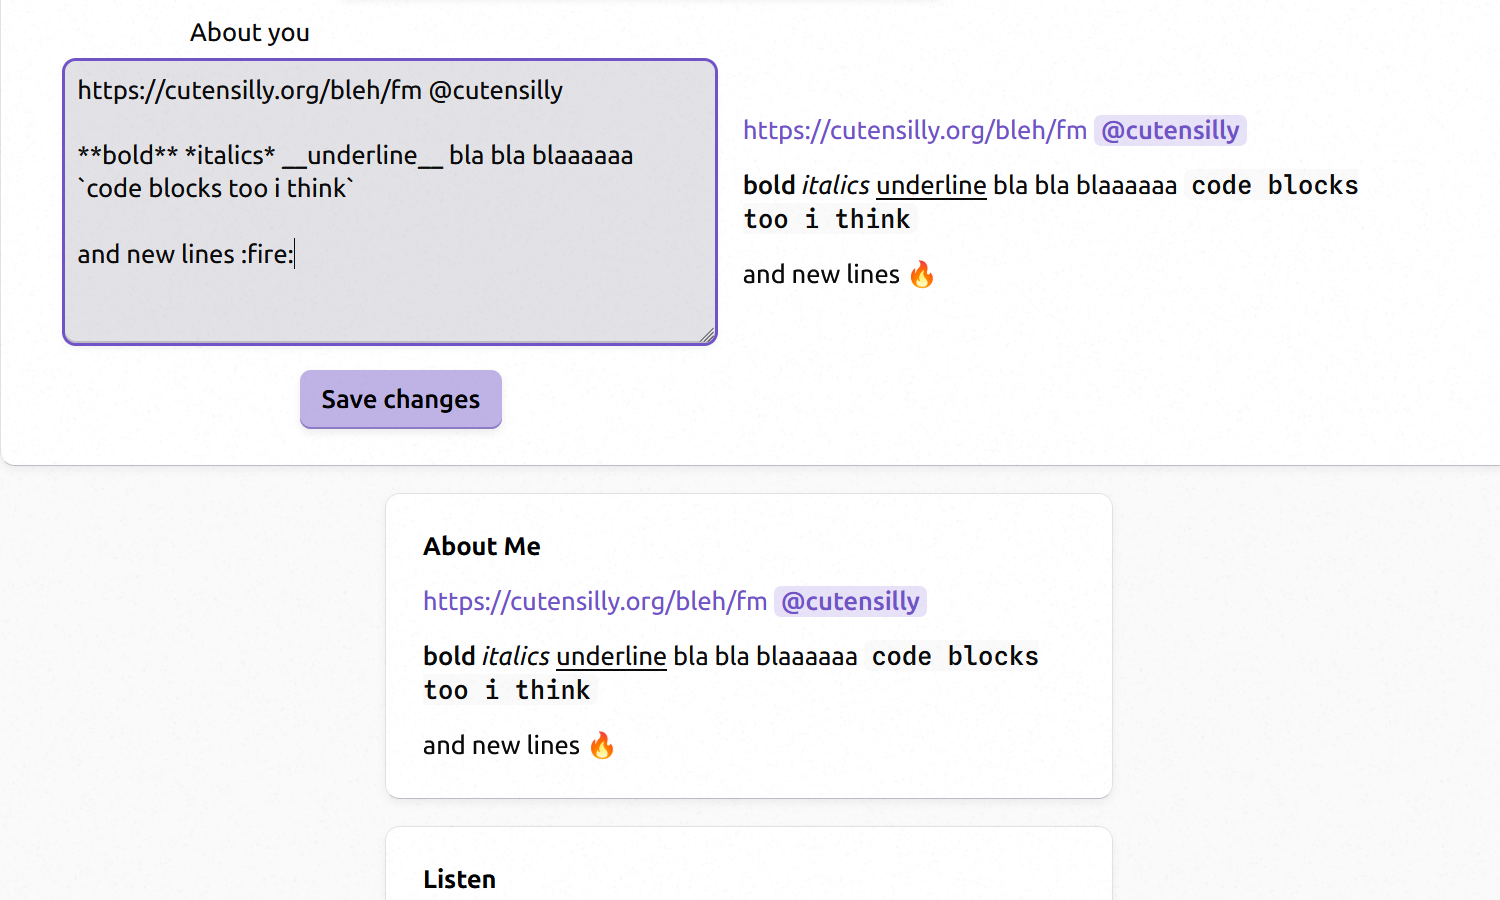 About you
https://cutensilly.org/bleh/fm @cutensilly
**bold** *italics* __underline__ bla bla blaaaaaa
`code blocks too i think`
and new lines :fire:
https://cutensilly.org/bleh/fm @cutensilly
bold italics underline bla bla blaaaaaa code blocks
too i think
and new lines 🔥
Save changes
About Me
https://cutensilly.org/bleh/fm @cutensilly
bold italics underline bla bla blaaaaaa code blocks
too i think
and new lines 🔥
Listen